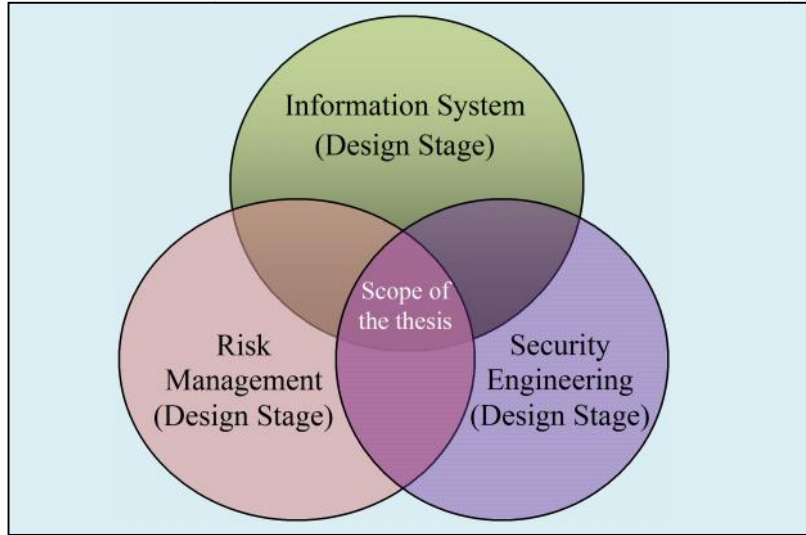 Information System
(Design Stage)
Scope of
the thesis
Risk
Management
(Design Stage)
Security
Engineering
(Design Stage)